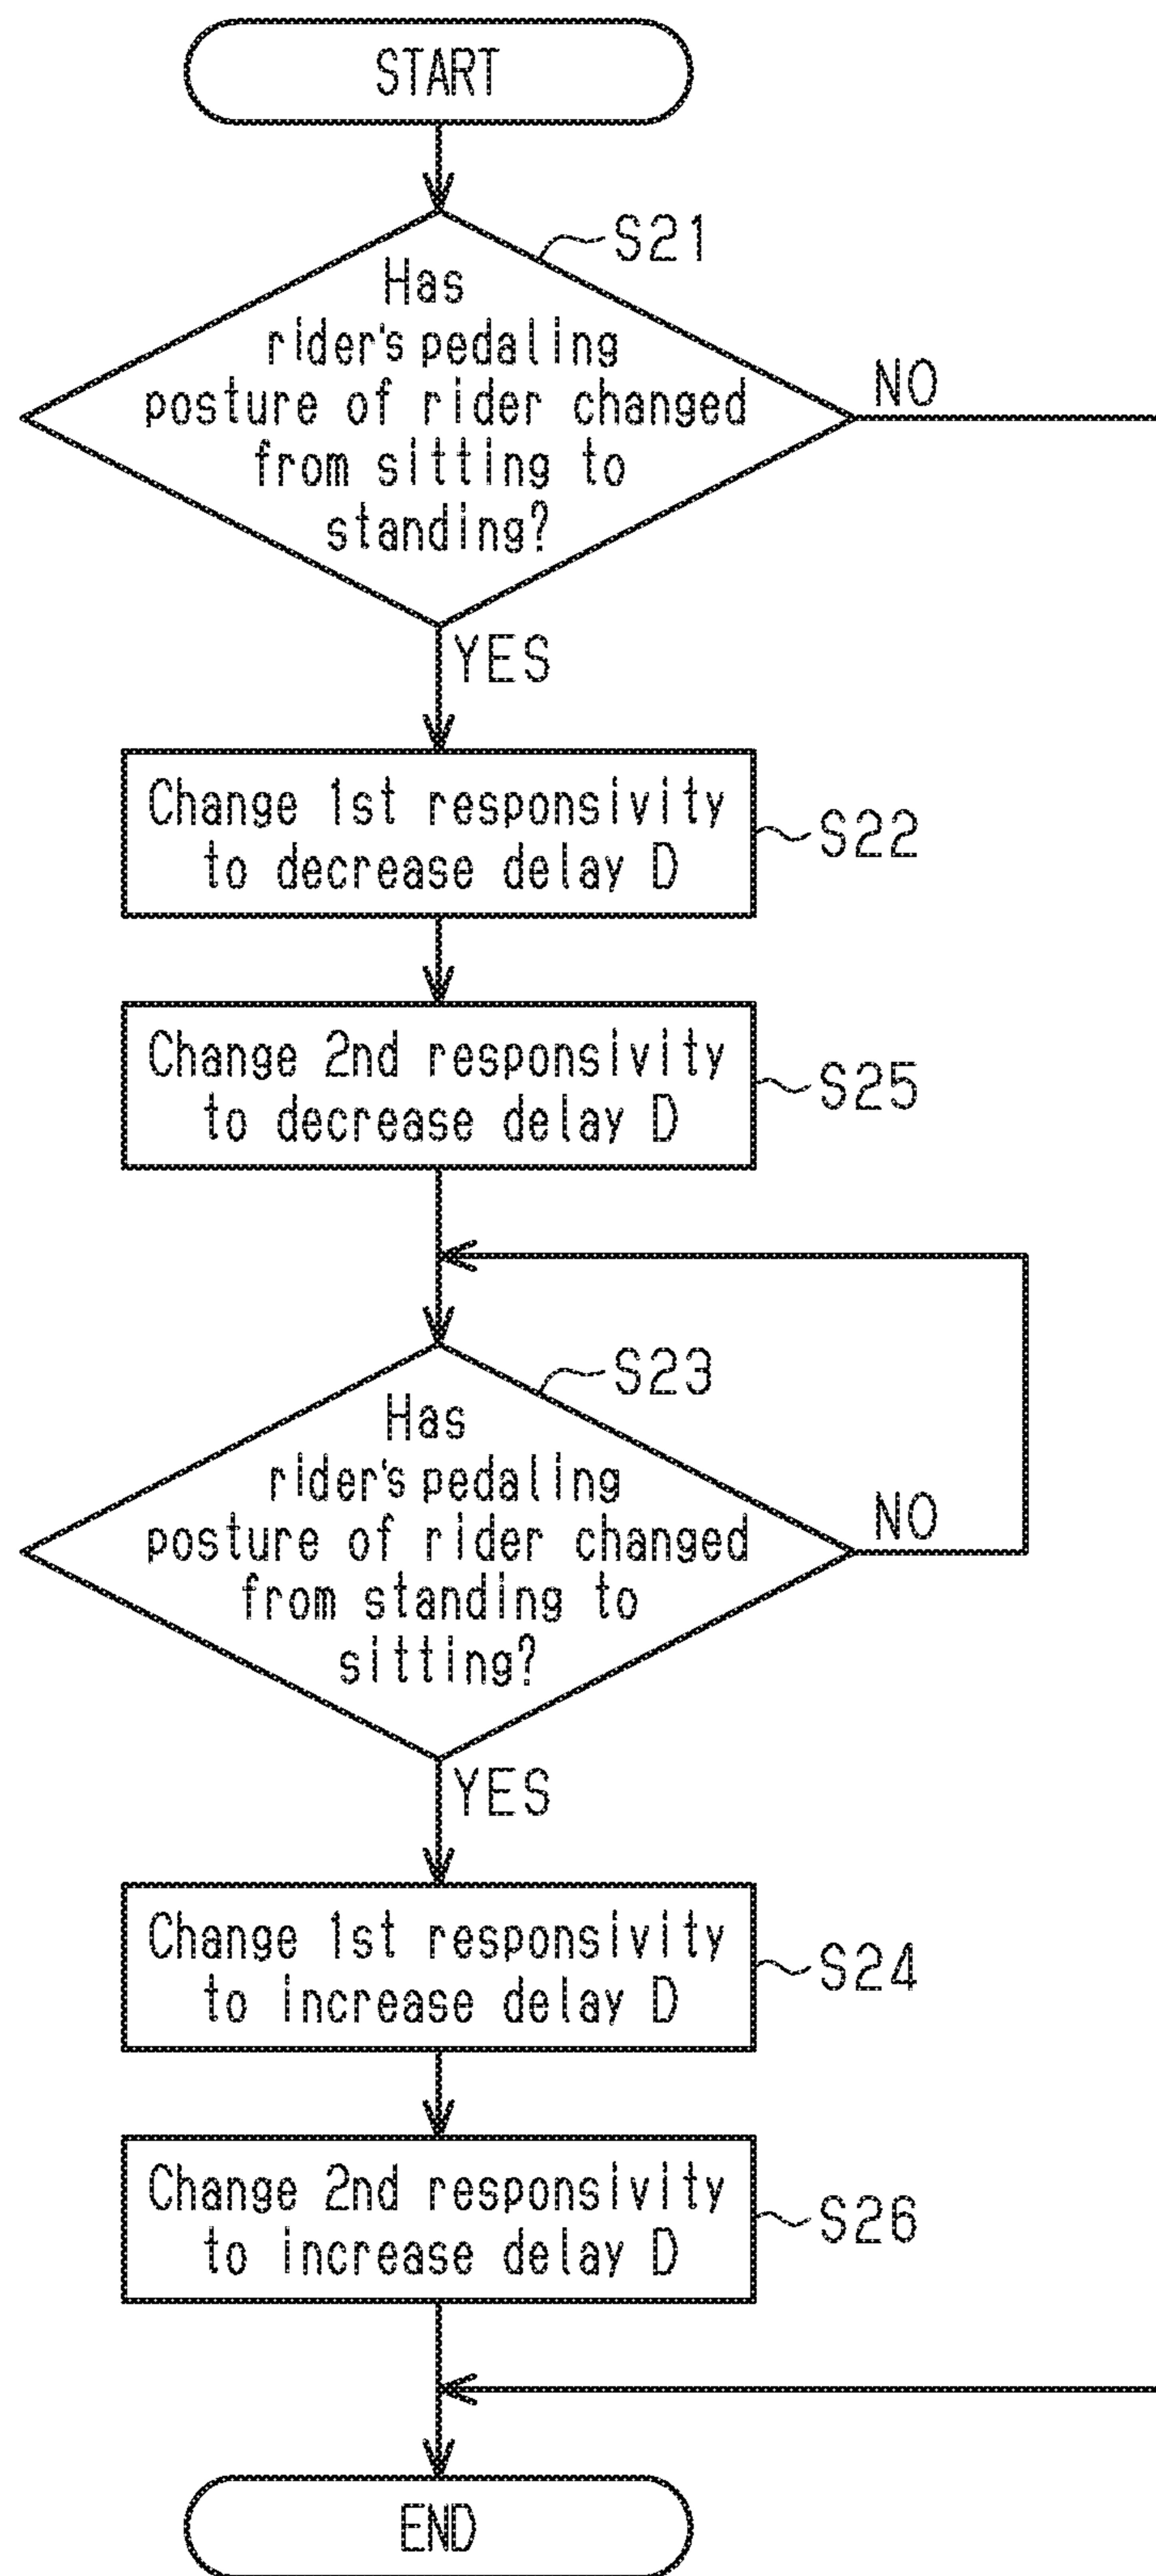 START
S21
Has
rider's pedaling
posture of rider changed
from sitting to
standing?
NO
YES
Change 1st responsivity
to decrease delay D
S22
Change 2nd responsivity
to decrease delay D
S25
S23
Has
rider's pedaling
posture of rider changed
from standing to
sitting?
NO
YES
Change 1st responsivity
to increase delay D
S24
Change 2nd responsivity
to increase delay D
S26
END